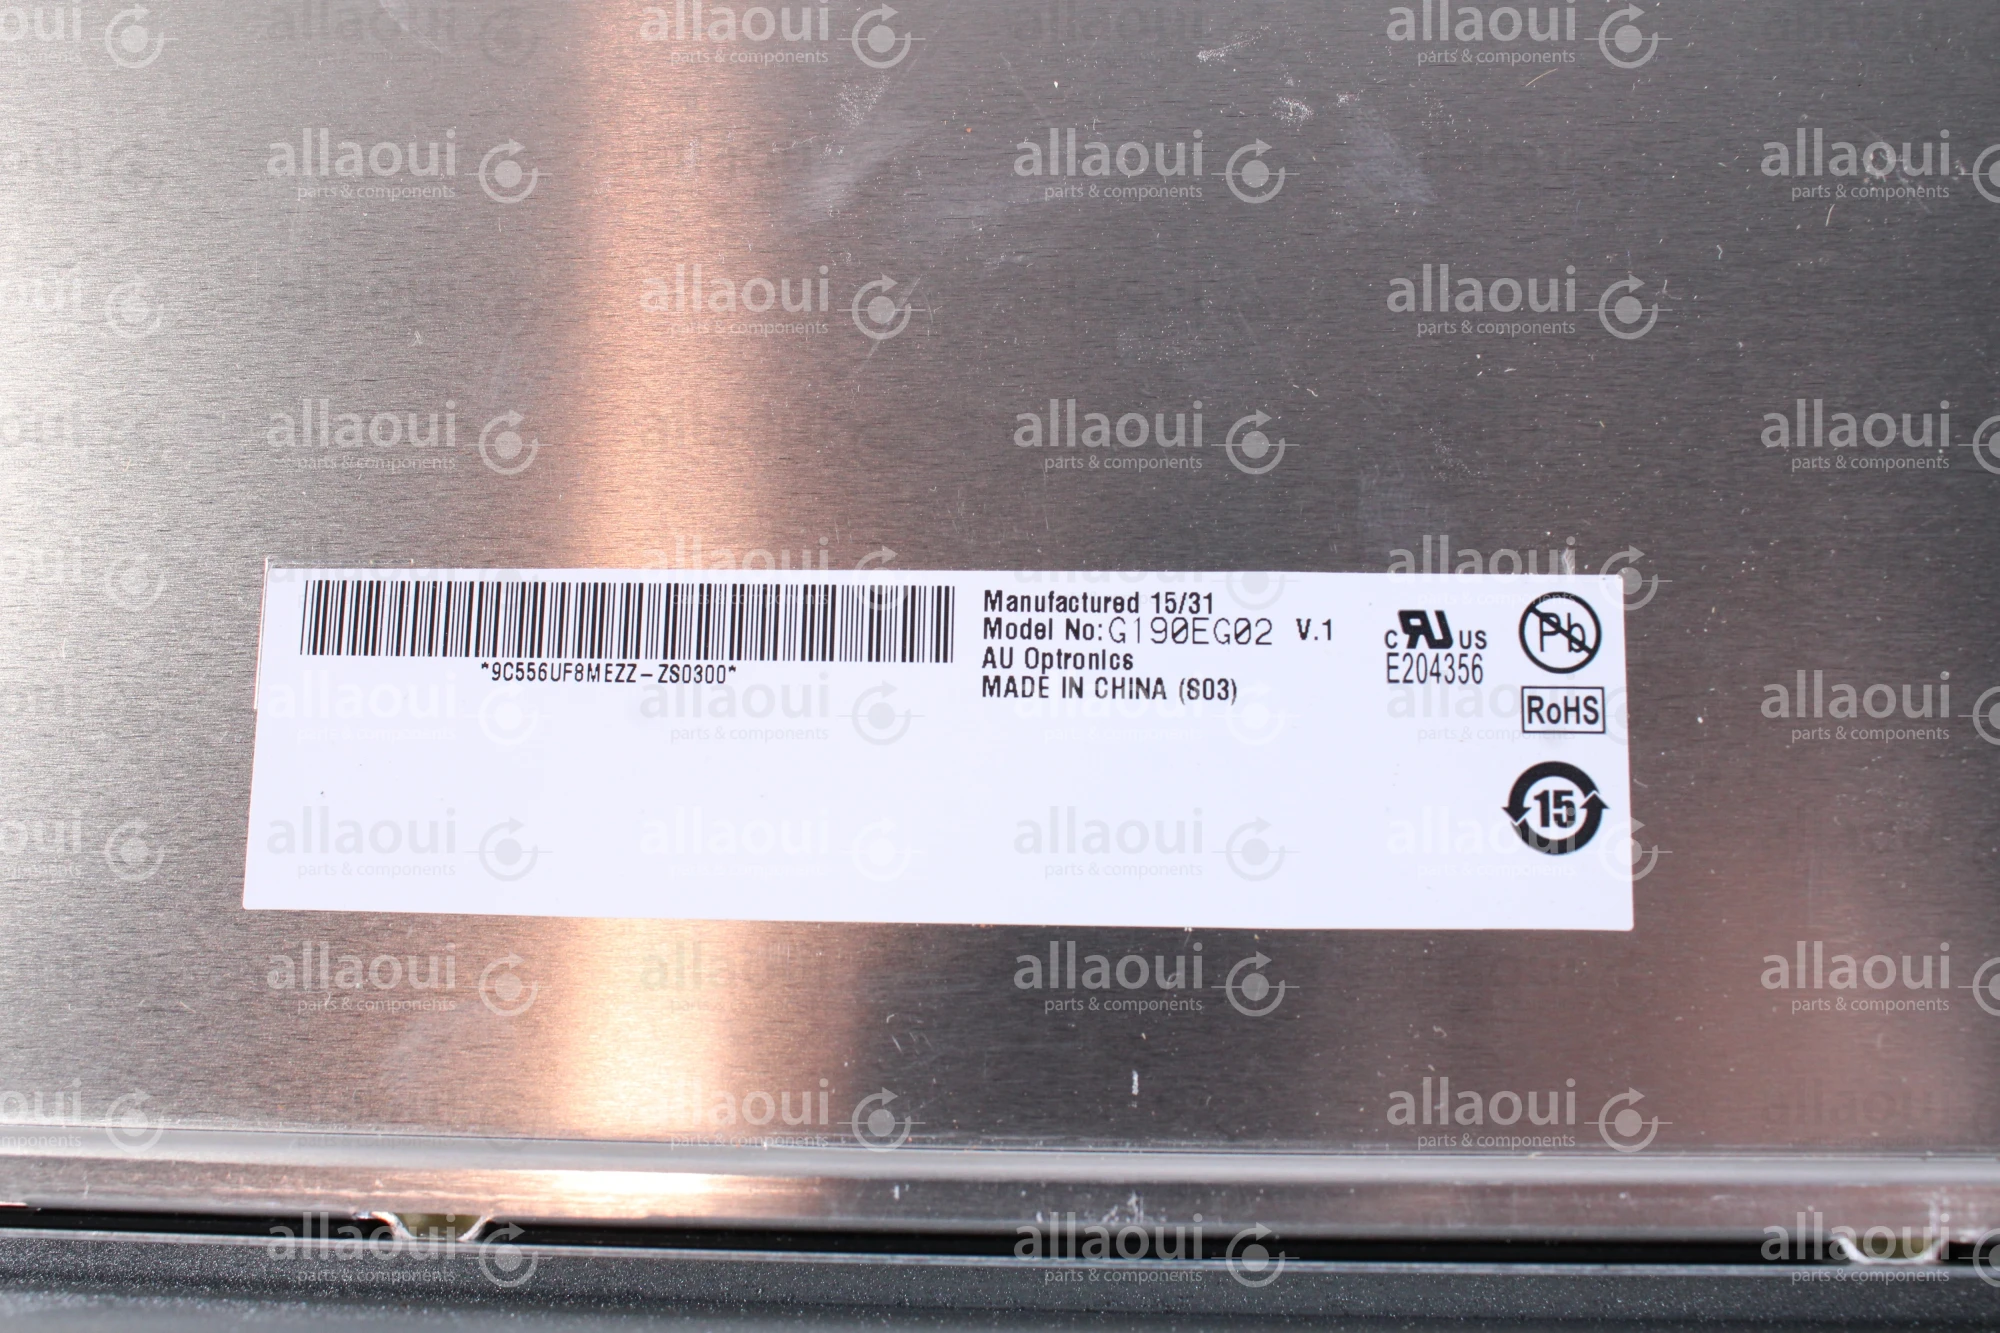 Manufactured 15/31
Model No:G190EG02 V.1
AU Optronics
MADE IN CHINA (S03)
*9C556UF8MEZZ-ZS0300*
c RU US
E204356
Pb
RoHS
15
allaoui
parts & components